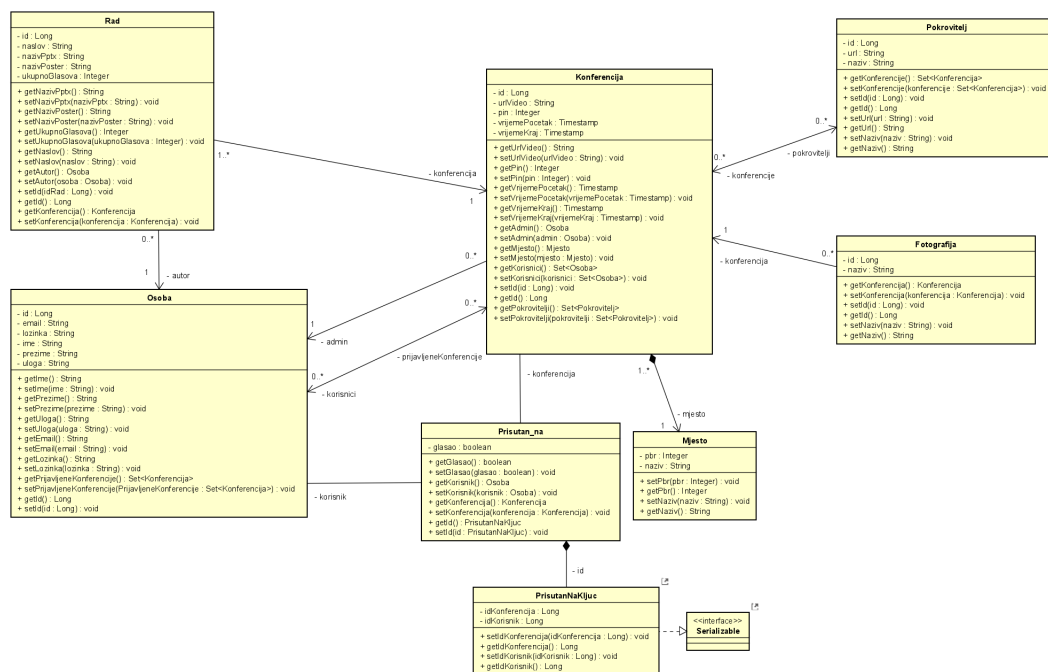 Rad
- id : Long
- naslov : String
- nazivPptx : String
- nazivPoster : String
- ukupnoGlasova : Integer
+ getNazivPptx() : String
+ setNazivPptx(nazivPptx : String) : void
+ getNazivPoster() : String
+ setNazivPoster(nazivPoster : String) : void
+ getUkupnoGlasova() : Integer
+ setUkupnoGlasova(ukupnoGlasova : Integer) : void
+ getNaslov() : String
+ setNaslov(naslov : String) : void
+ getAutor() : Osoba
+ setAutor(osoba : Osoba) : void
+ setId(idRad : Long) : void
+ getId() : Long
+ getKonferencija() : Konferencija
+ setKonferencija(konferencija : Konferencija) : void
1..*
- konferencija
1
0..*
1
- autor
Konferencija
- id : Long
- urlVideo : String
- pin : Integer
- vrijemePocetak : Timestamp
- vrijemeKraj : Timestamp
+ getUrlVideo() : String
+ setUrlVideo(urlVideo : String) : void
+ getPin() : Integer
+ setPin(pin : Integer) : void
+ getVrijemePocetak() : Timestamp
+ setVrijemePocetak(vrijemePocetak : Timestamp) : void
+ getVrijemeKraj() : Timestamp
+ setVrijemeKraj(vrijemeKraj : Timestamp) : void
+ getAdmin() : Osoba
+ setAdmin(admin : Osoba) : void
+ getMjesto() : Mjesto
+ setMjesto(mjesto : Mjesto) : void
+ getKorisnici() : Set<Osoba>
+ setKorisnici(korisnici : Set<Osoba>) : void
+ setId(id : Long) : void
+ getId() : Long
+ getPokrovitelji() : Set<Pokrovitelj>
+ setPokrovitelji(pokrovitelji : Set<Pokrovitelj>) : void
Pokrovitelj
- id : Long
- url : String
- naziv : String
+ getKonferencije() : Set<Konferencija>
+ setKonferencije(konferencije : Set<Konferencija>) : void
+ setId(id : Long) : void
+ getId() : Long
+ setUrl(url : String) : void
+ getUrl() : String
+ setNaziv(naziv : String) : void
+ getNaziv() : String
0..*
- pokrovitelji
0..*
- konferencije
1
- konferencija
0..*
Fotografija
- id : Long
- naziv : String
+ getKonferencija() : Konferencija
+ setKonferencija(konferencija : Konferencija) : void
+ setId(id : Long) : void
+ getId() : Long
+ setNaziv(naziv : String) : void
+ getNaziv() : String
Osoba
- id : Long
- email : String
- lozinka : String
- ime : String
- prezime : String
- uloga : String
+ getIme() : String
+ setIme(ime : String) : void
+ getPrezime() : String
+ setPrezime(prezime : String) : void
+ getUloga() : String
+ setUloga(uloga : String) : void
+ getEmail() : String
+ setEmail(email : String) : void
+ getLozinka() : String
+ setLozinka(lozinka : String) : void
+ getPrijavljeneKonferencije() : Set<Konferencija>
+ setPrijavljeneKonferencije(PrijavljeneKonferencije : Set<Konferencija>) : void
+ getId() : Long
+ setId(id : Long) : void
0..*
1
- admin
0..*
- prijavljeneKonferencije
0..*
- korisnici
- konferencija
- korisnik
1..*
- mjesto
1
Prisutan_na
- glasao : boolean
+ getGlasao() : boolean
+ setGlasao(glasao : boolean) : void
+ getKorisnik() : Osoba
+ setKorisnik(korisnik : Osoba) : void
+ getKonferencija() : Konferencija
+ setKonferencija(konferencija : Konferencija) : void
+ getId() : PrisutanNaKljuc
+ setId(id : PrisutanNaKljuc) : void
Mjesto
- pbr : Integer
- naziv : String
+ setPbr(pbr : Integer) : void
+ getPbr() : Integer
+ setNaziv(naziv : String) : void
+ getNaziv() : String
- id
PrisutanNaKljuc
- idKonferencija : Long
- idKorisnik : Long
+ setIdKonferencija(idKonferencija : Long) : void
+ getIdKonferencija() : Long
+ setIdKorisnik(idKorisnik : Long) : void
+ getIdKorisnik() : Long
<<interface>>
Serializable